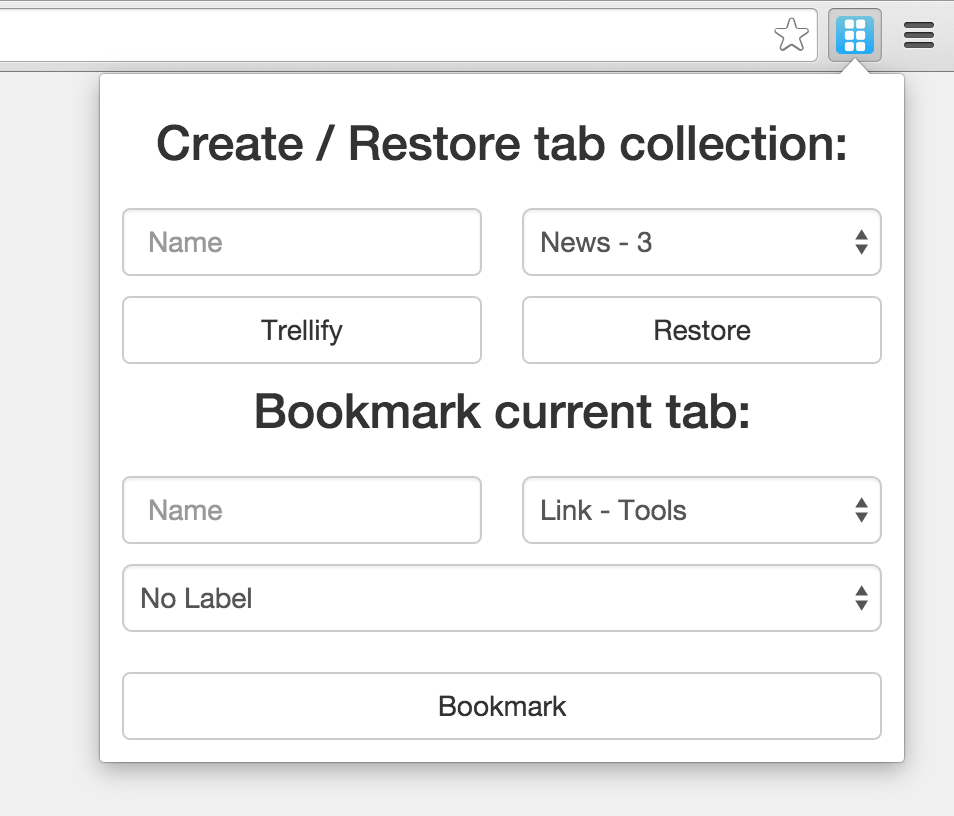 Create / Restore tab collection:
Name
News - 3
Trellify
Restore
Bookmark current tab:
Name
Link - Tools
No Label
Bookmark